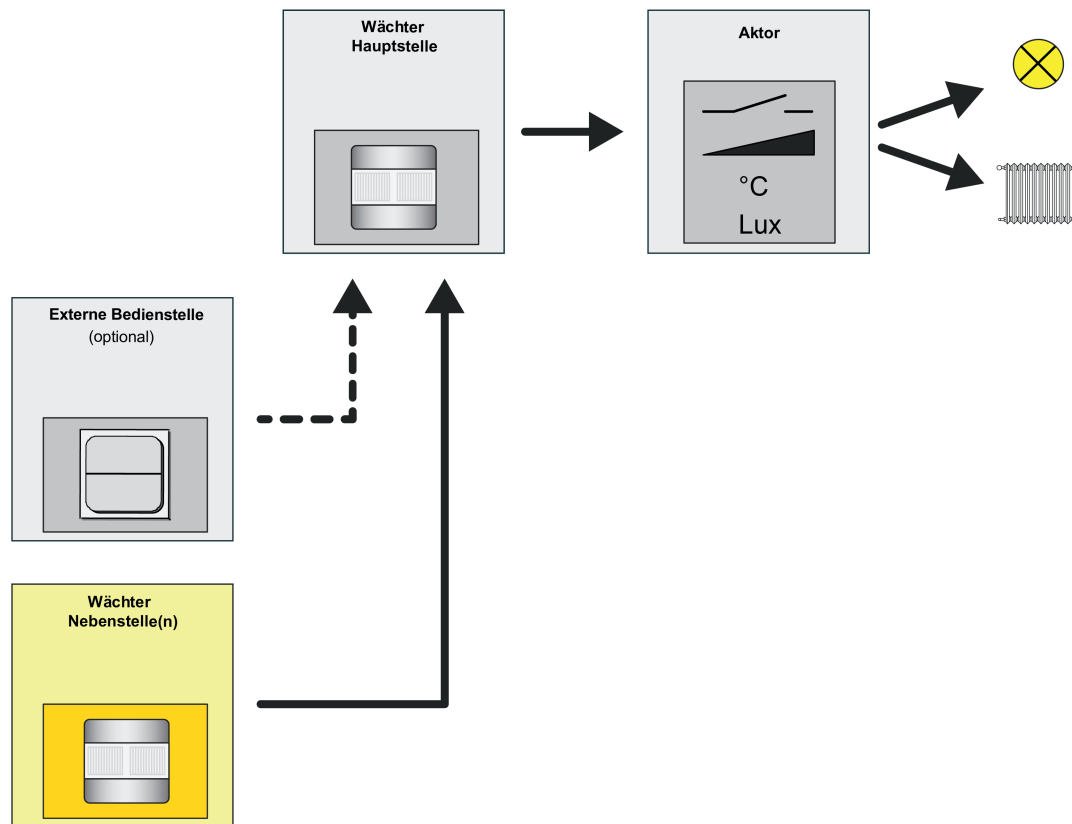 Wächter
Hauptstelle
Aktor
°C
Lux
Externe Bedienstelle
(optional)
Wächter
Nebenstelle(n)